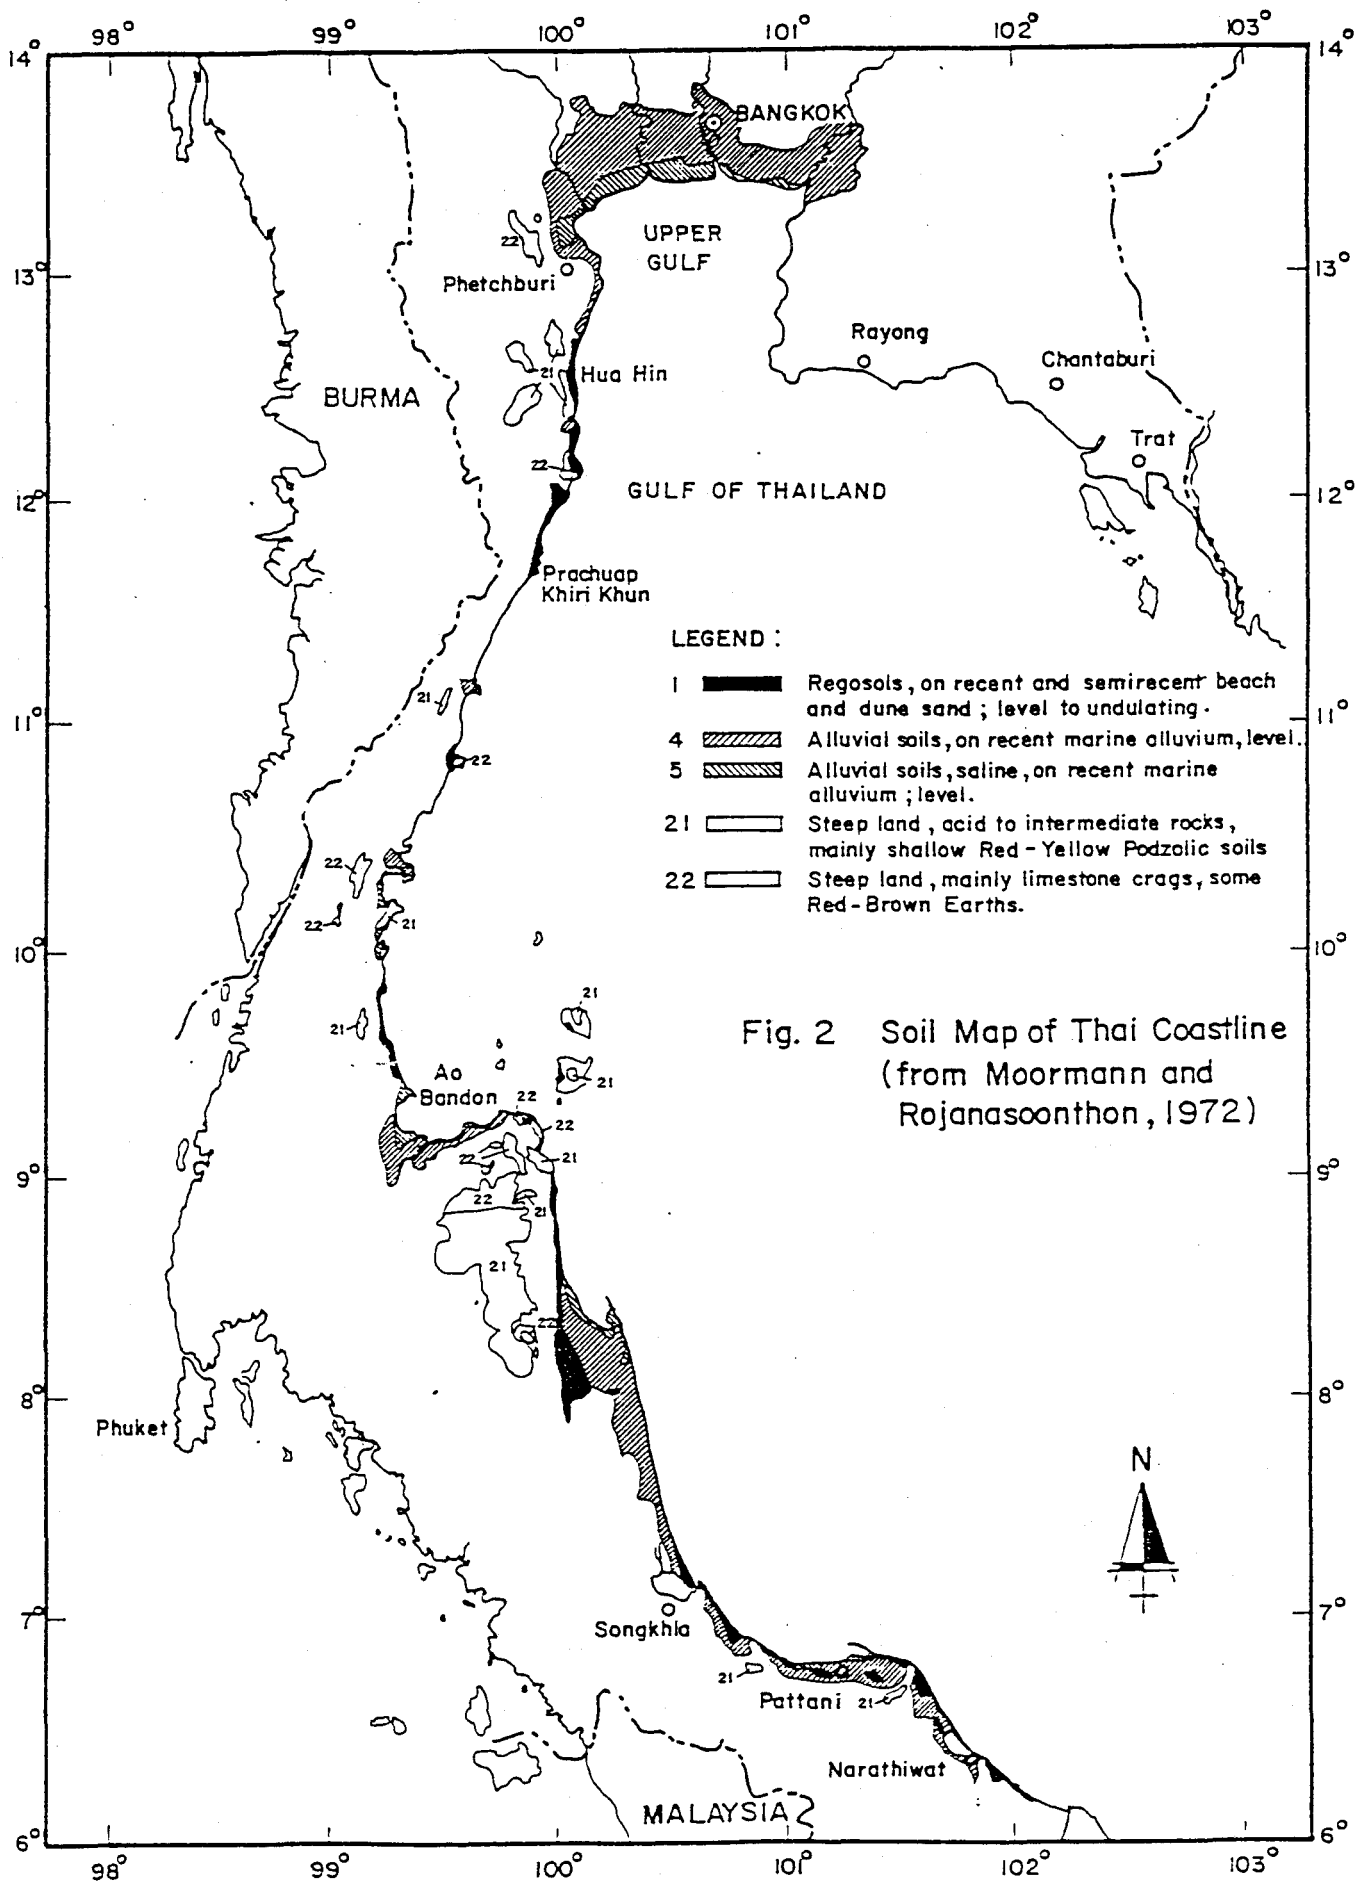 98° 99° 100° 101° 102° 103°
14° 14°
BANGKOK
22
UPPER
GULF
13° 13°
Phetchburi
Rayong
Chantaburi
21 Hua Hin
BURMA
Trat
22
12° GULF OF THAILAND 12°
Prachuap
Khiri Khun
LEGEND :
1 Regosols, on recent and semirecent beach
and dune sand ; level to undulating.
21
11° 11°
4 Alluvial soils, on recent marine alluvium, level.
22
5 Alluvial soils, saline, on recent marine
alluvium ; level.
21 Steep land, acid to intermediate rocks,
mainly shallow Red-Yellow Podzolic soils
22
22 Steep land, mainly limestone crags, some
Red-Brown Earths.
22 21
10° 10°
21
21
Fig. 2 Soil Map of Thai Coastline
(from Moormann and
Rojanasoonthon, 1972)
Ao
Bandon
21
22
22
22 21
9° 9°
22
21
21
22
8° 8°
Phuket
N
7° 7°
Songkhla
21
Pattani 21
Narathiwat
MALAYSIA
6° 6°
98° 99° 100° 101° 102° 103°